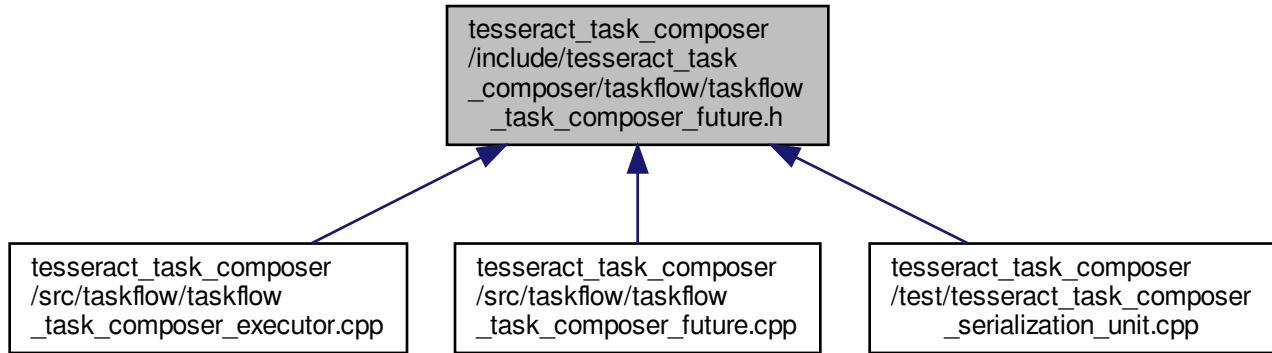 tesseract_task_composer
/include/tesseract_task
_composer/taskflow/taskflow
_task_composer_future.h
tesseract_task_composer
/src/taskflow/taskflow
_task_composer_executor.cpp
tesseract_task_composer
/src/taskflow/taskflow
_task_composer_future.cpp
tesseract_task_composer
/test/tesseract_task_composer
_serialization_unit.cpp